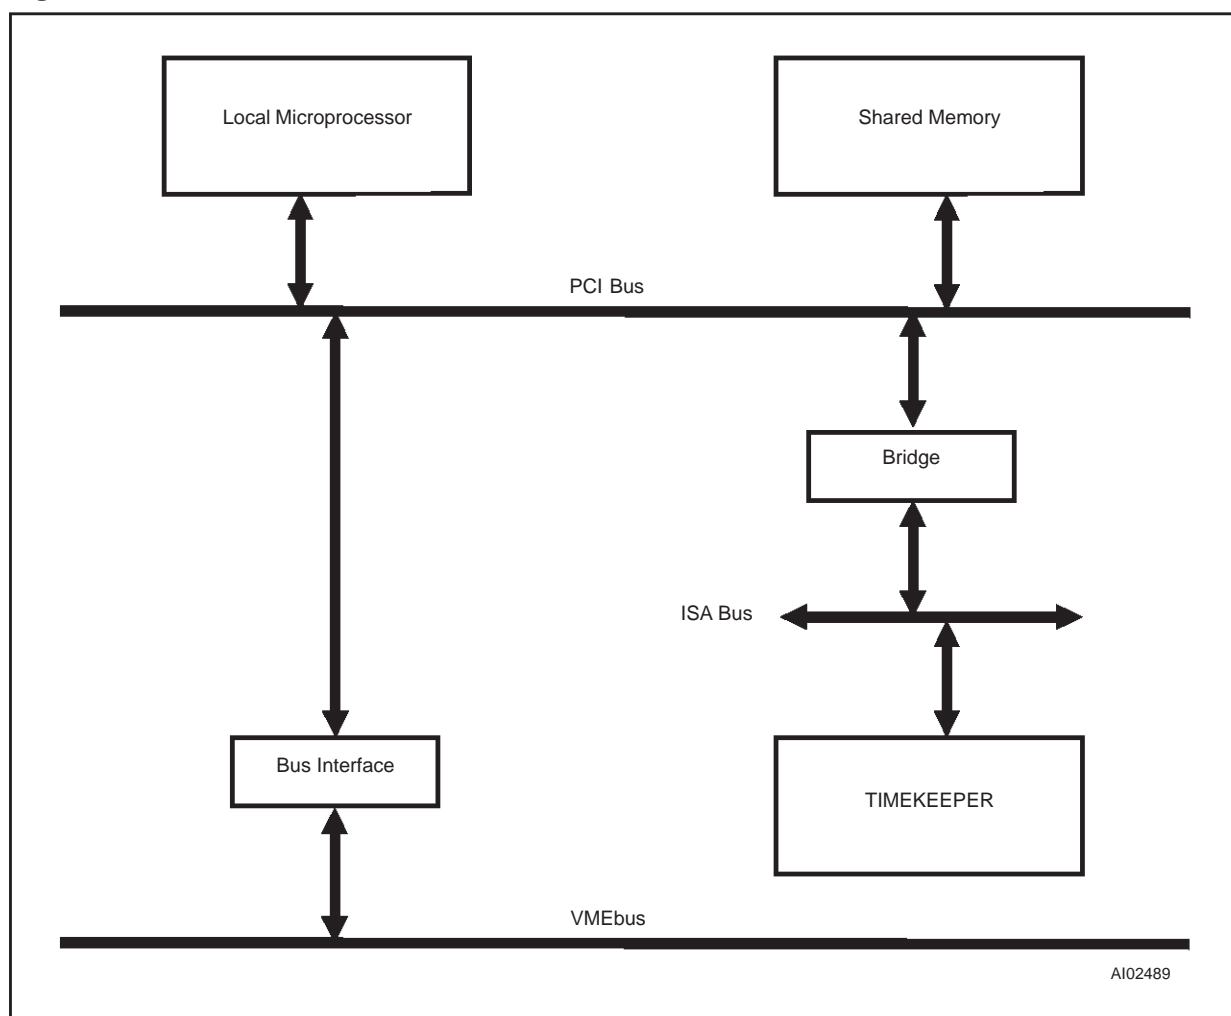 Local Microprocessor
Shared Memory
PCI Bus
Bridge
ISA Bus
Bus Interface
TIMEKEEPER
VMEbus
AI02489